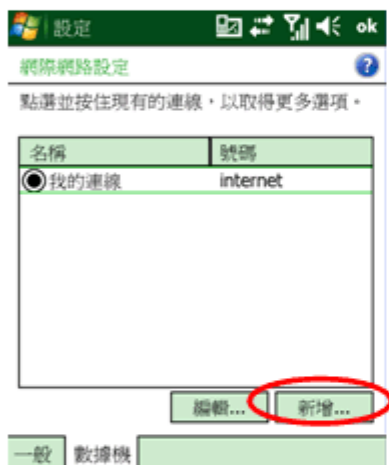 設定 ok
網際網路設定
點選並按住現有的連線，以取得更多選項。
名稱 號碼
我的連線 internet
編輯... 新增...
一般 數據機